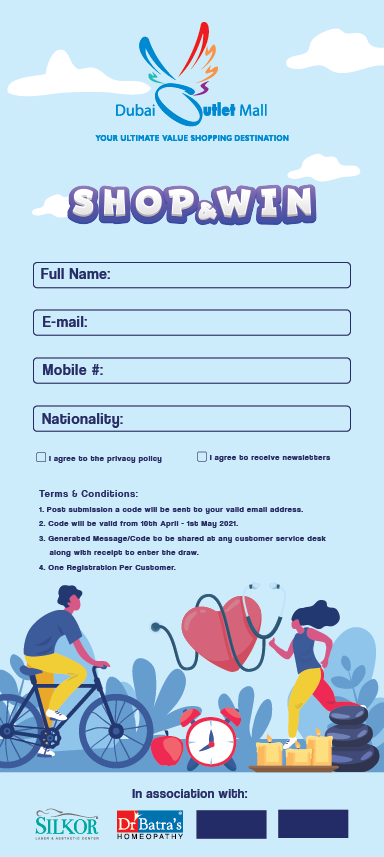 Dubai Outlet Mall
YOUR ULTIMATE VALUE SHOPPING DESTINATION
SHOP & WIN
Full Name:
E-mail:
Mobile #:
Nationality:
I agree to the privacy policy
I agree to receive newsletters
Terms & Conditions:
1. Post submission a code will be sent to your valid email address.
2. Code will be valid from 10th April - 1st May 2021.
3. Generated Message/Code to be shared at any customer service desk
along with receipt to enter the draw.
4. One Registration Per Customer.
In association with:
SILKOR
LASER & AESTHETIC CENTER
Dr Batra's
HOMEOPATHY